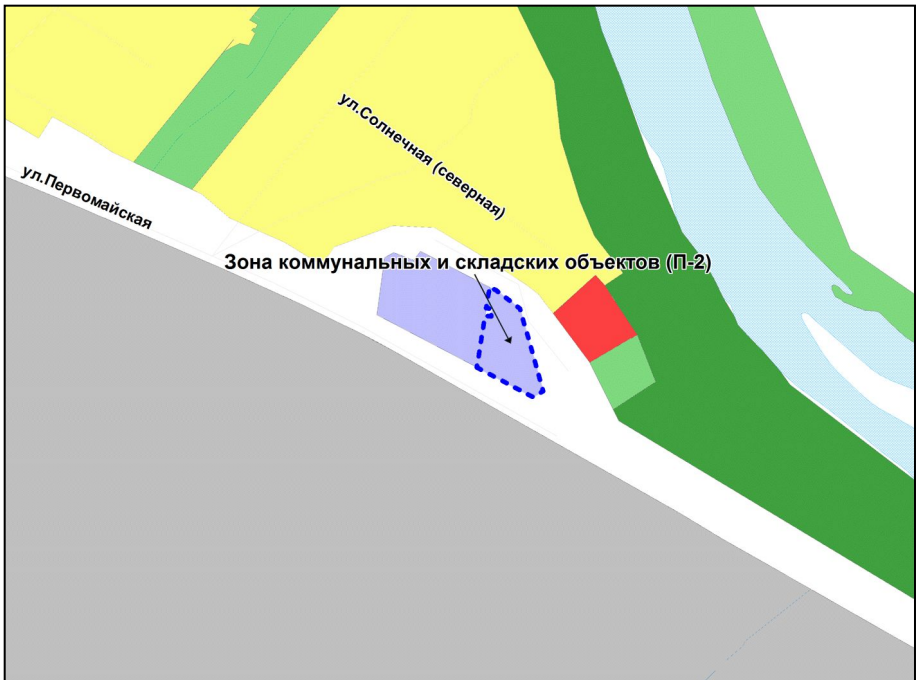 ул.Солнечная (северная)
ул.Первомайская
Зона коммунальных и складских объектов (П-2)